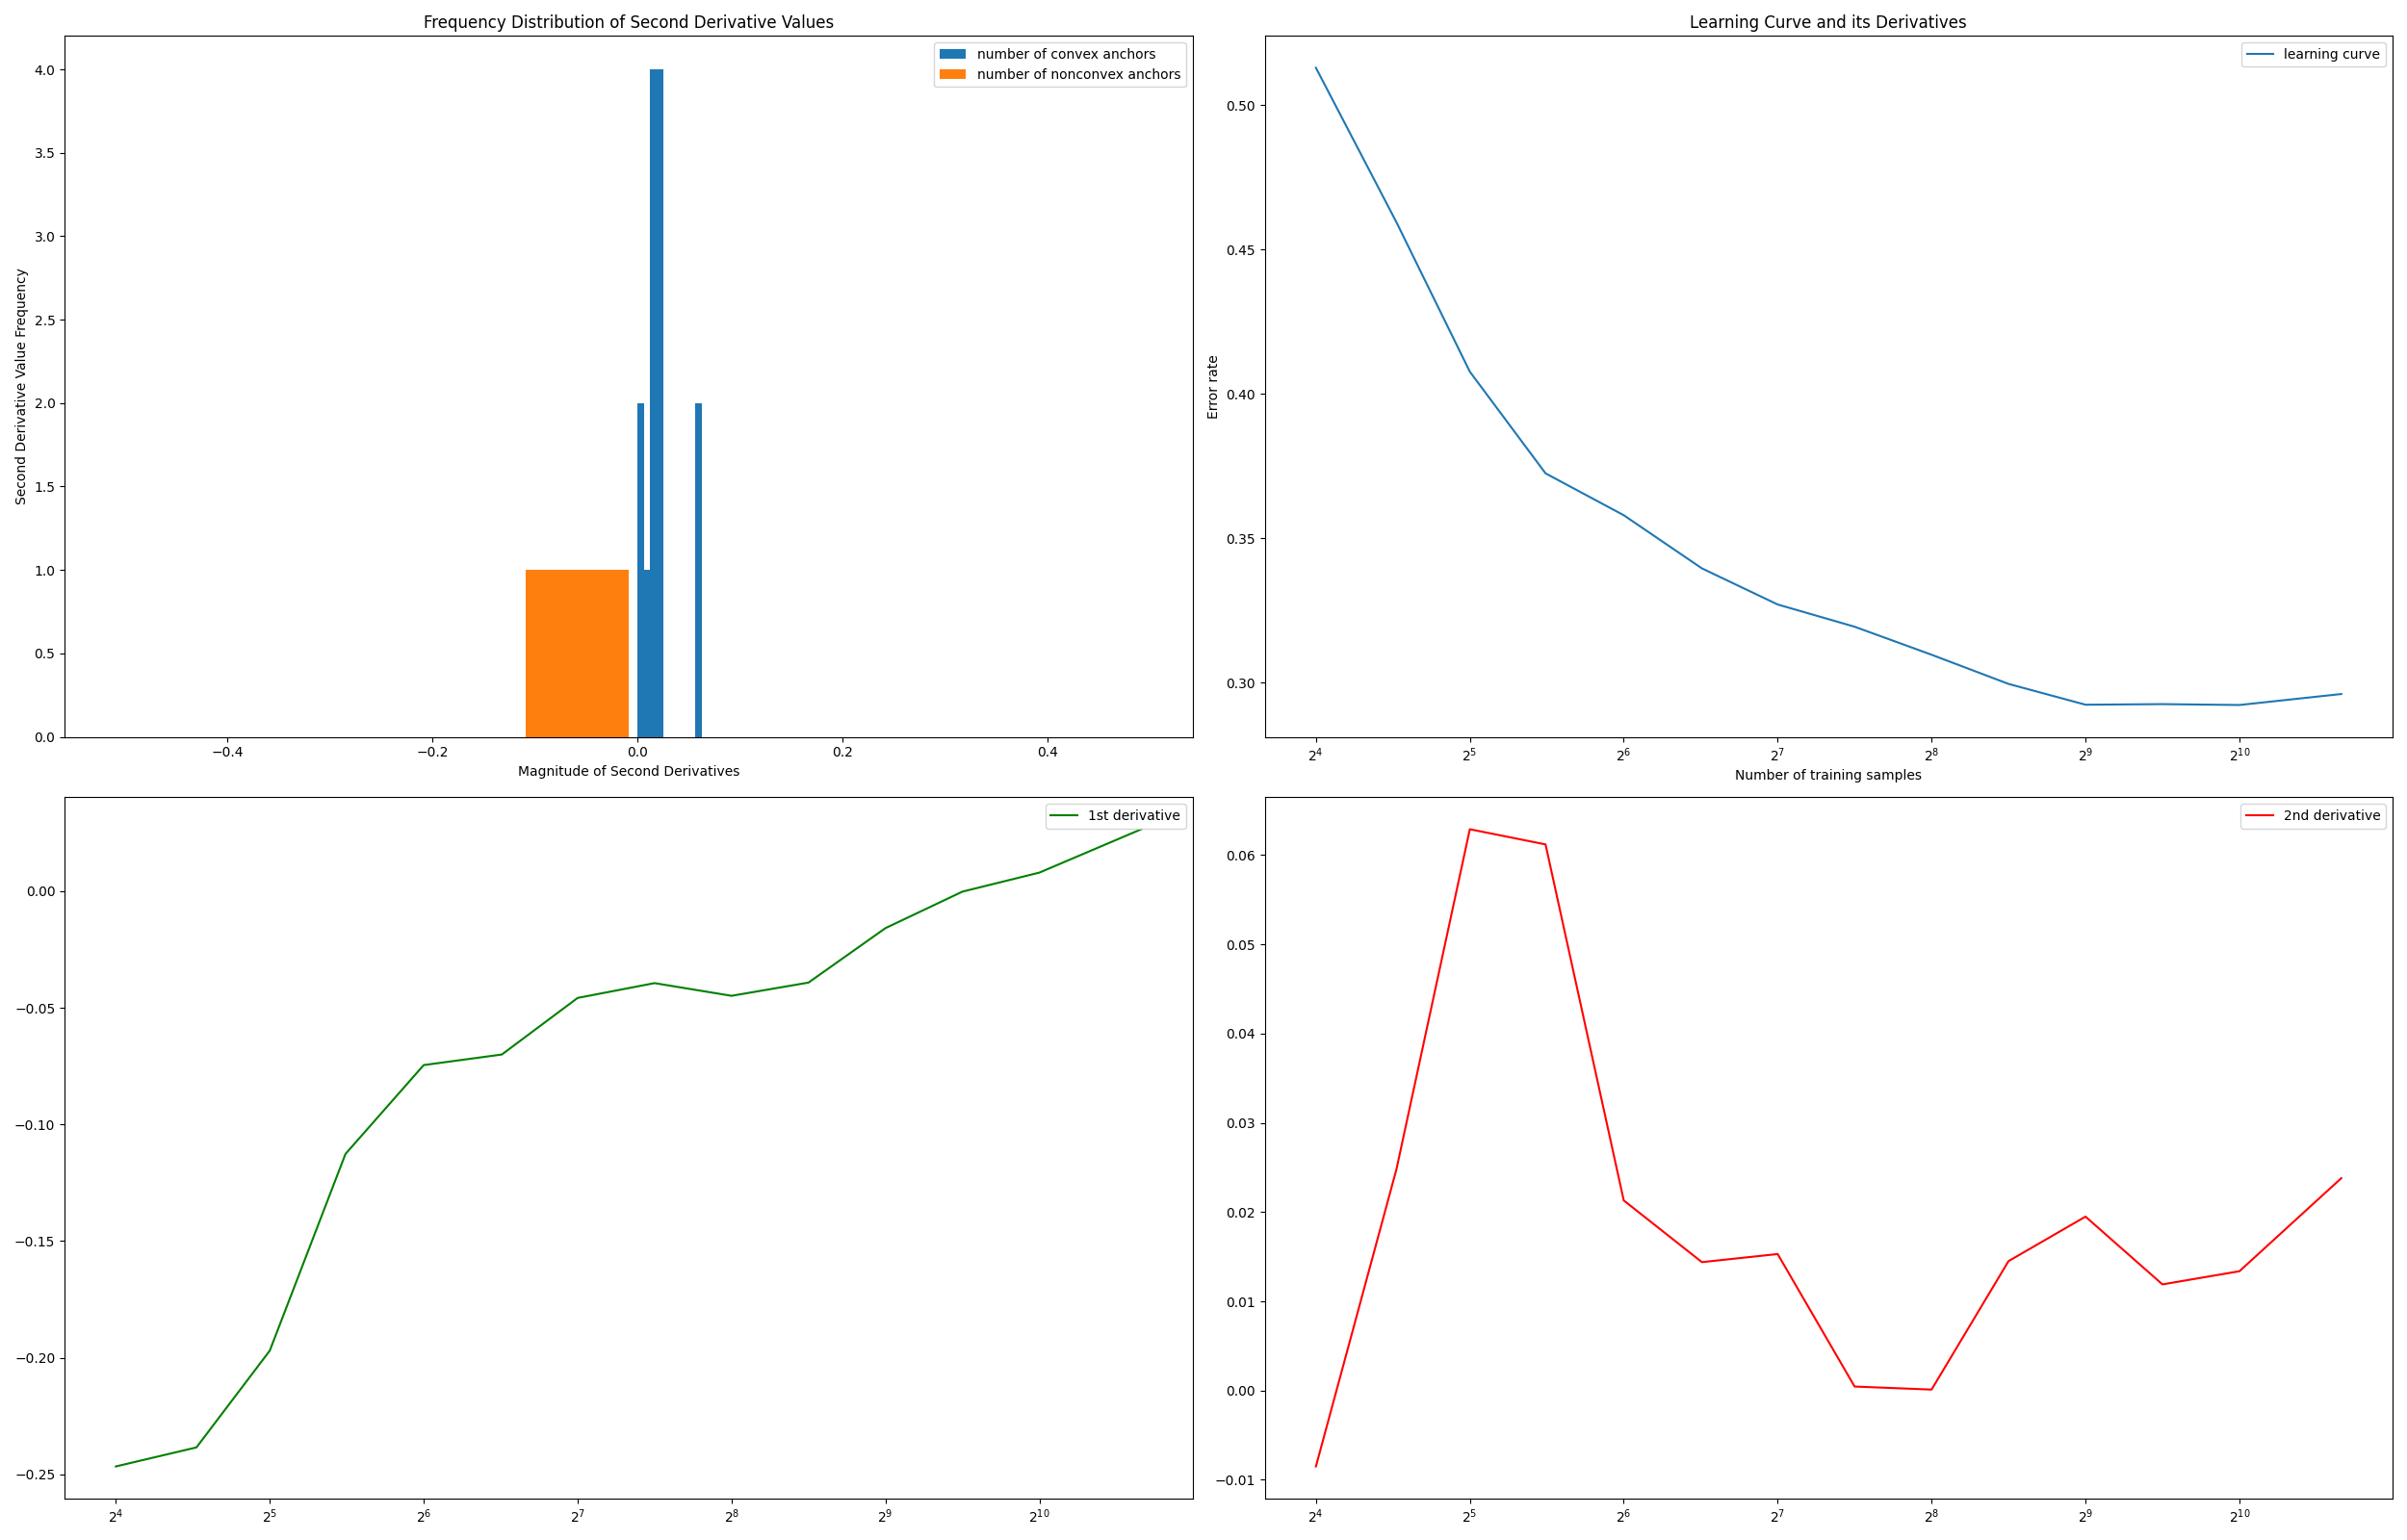 Frequency Distribution of Second Derivative Values
number of convex anchors
number of nonconvex anchors
Second Derivative Value Frequency
4.0
3.5
3.0
2.5
2.0
1.5
1.0
0.5
0.0
−0.4 −0.2 0.0 0.2 0.4
Magnitude of Second Derivatives
Learning Curve and its Derivatives
learning curve
Error rate
0.50
0.45
0.40
0.35
0.30
2⁴ 2⁵ 2⁶ 2⁷ 2⁸ 2⁹ 2¹⁰
Number of training samples
1st derivative
0.00
−0.05
−0.10
−0.15
−0.20
−0.25
2⁴ 2⁵ 2⁶ 2⁷ 2⁸ 2⁹ 2¹⁰
2nd derivative
0.06
0.05
0.04
0.03
0.02
0.01
0.00
−0.01
2⁴ 2⁵ 2⁶ 2⁷ 2⁸ 2⁹ 2¹⁰